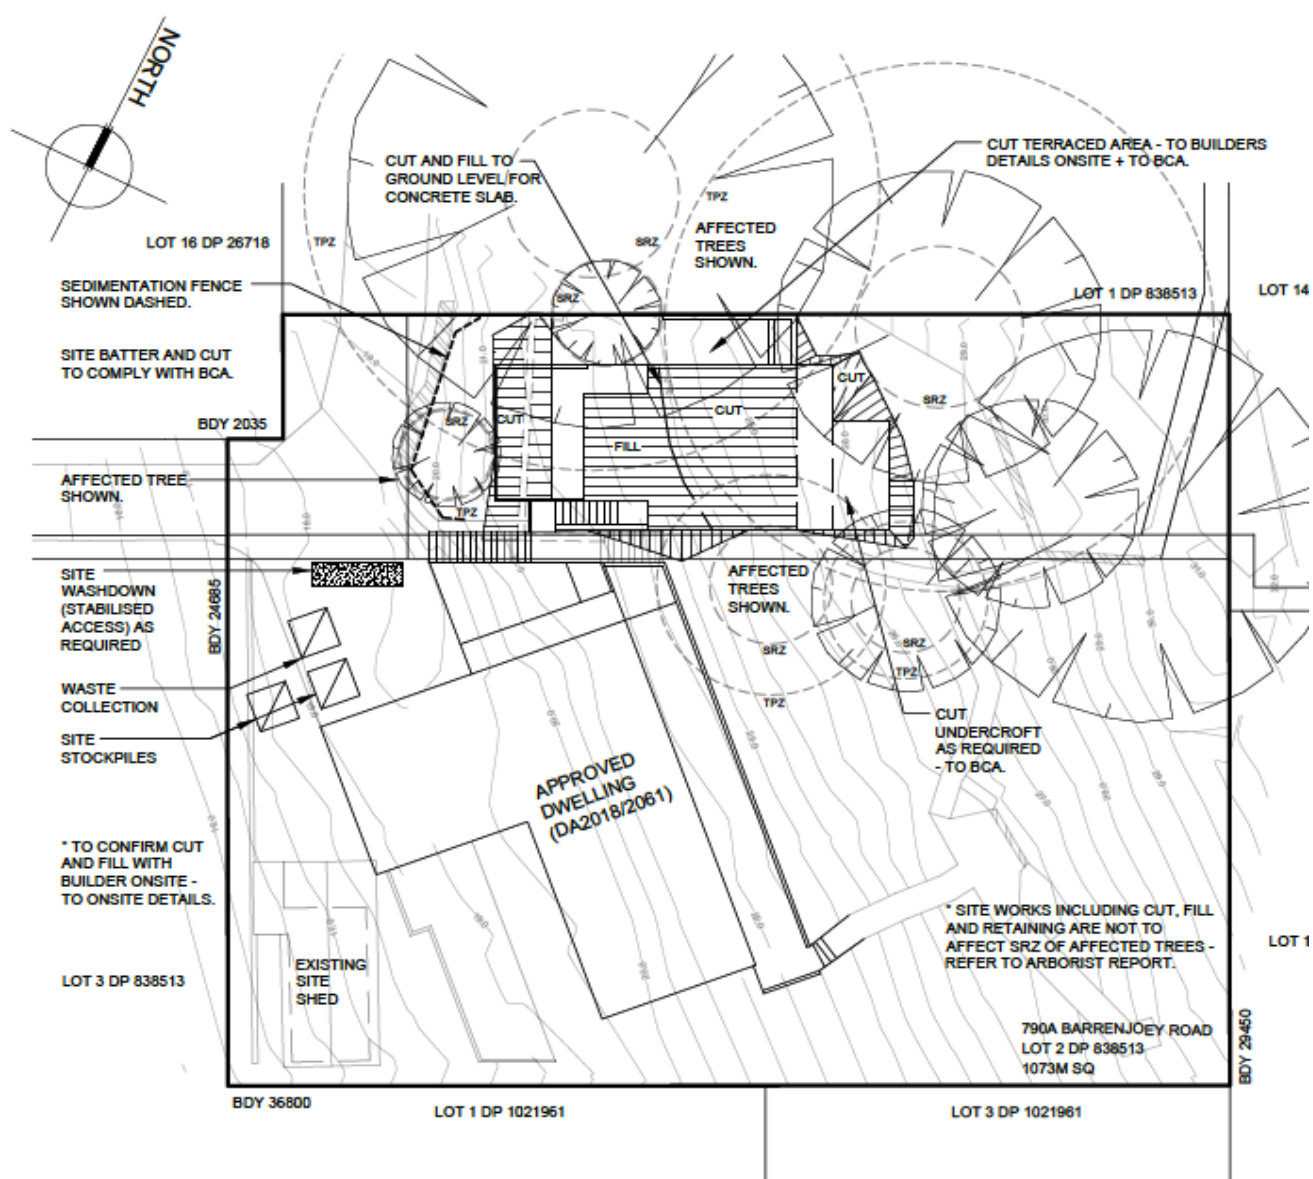 NORTH
CUT AND FILL TO
GROUND LEVEL FOR
CONCRETE SLAB.
CUT TERRACED AREA - TO BUILDERS
DETAILS ONSITE + TO BCA.
TPZ
AFFECTED
TREES
SHOWN.
LOT 16 DP 26718
TPZ
SRZ
SEDIMENTATION FENCE
SHOWN DASHED.
SRZ
LOT 1 DP 838513
LOT 14
SITE BATTER AND CUT
TO COMPLY WITH BCA.
CUT
SRZ
BDY 2035
SRZ
CUT
CUT
FILL
AFFECTED TREE
SHOWN.
TPZ
SITE
WASHDOWN
(STABILISED
ACCESS) AS
REQUIRED
BDY 24685
AFFECTED
TREES
SHOWN.
SRZ
SRZ
TPZ
TPZ
WASTE
COLLECTION
SITE
STOCKPILES
CUT
UNDERCROFT
AS REQUIRED
- TO BCA.
APPROVED
DWELLING
(DA2018/2061)
* TO CONFIRM CUT
AND FILL WITH
BUILDER ONSITE -
TO ONSITE DETAILS.
* SITE WORKS INCLUDING CUT, FILL
AND RETAINING ARE NOT TO
AFFECT SRZ OF AFFECTED TREES -
REFER TO ARBORIST REPORT.
LOT 1
EXISTING
SITE
SHED
LOT 3 DP 838513
790A BARRENJOEY ROAD
LOT 2 DP 838513
1073M SQ
BDY 29450
BDY 36800
LOT 1 DP 1021951
LOT 3 DP 1021961